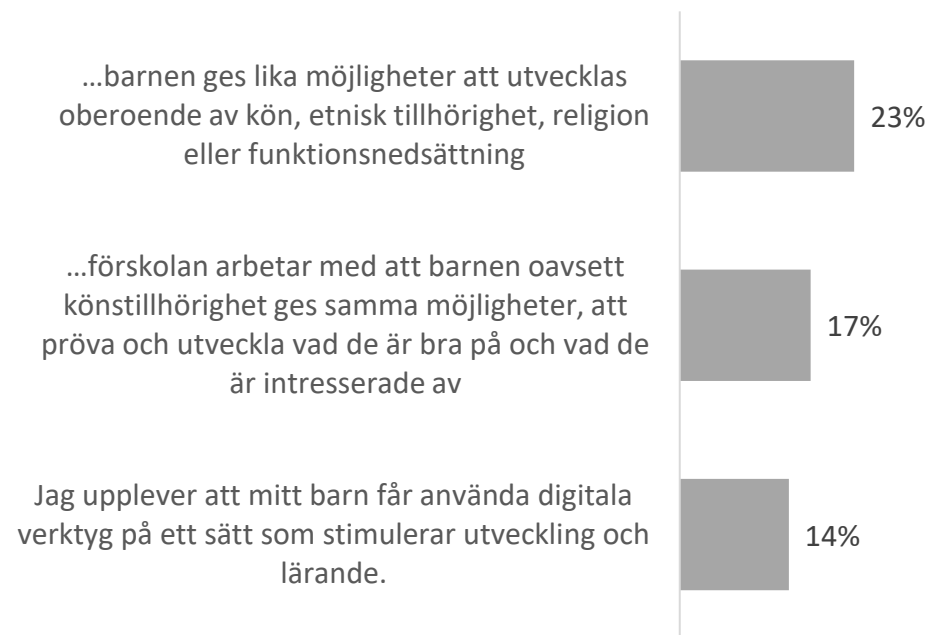 …barnen ges lika möjligheter att utvecklas
oberoende av kön, etnisk tillhörighet, religion
eller funktionsnedsättning
23%
…förskolan arbetar med att barnen oavsett
könstillhörighet ges samma möjligheter, att
pröva och utveckla vad de är bra på och vad de
är intresserade av
17%
Jag upplever att mitt barn får använda digitala
verktyg på ett sätt som stimulerar utveckling och
lärande.
14%